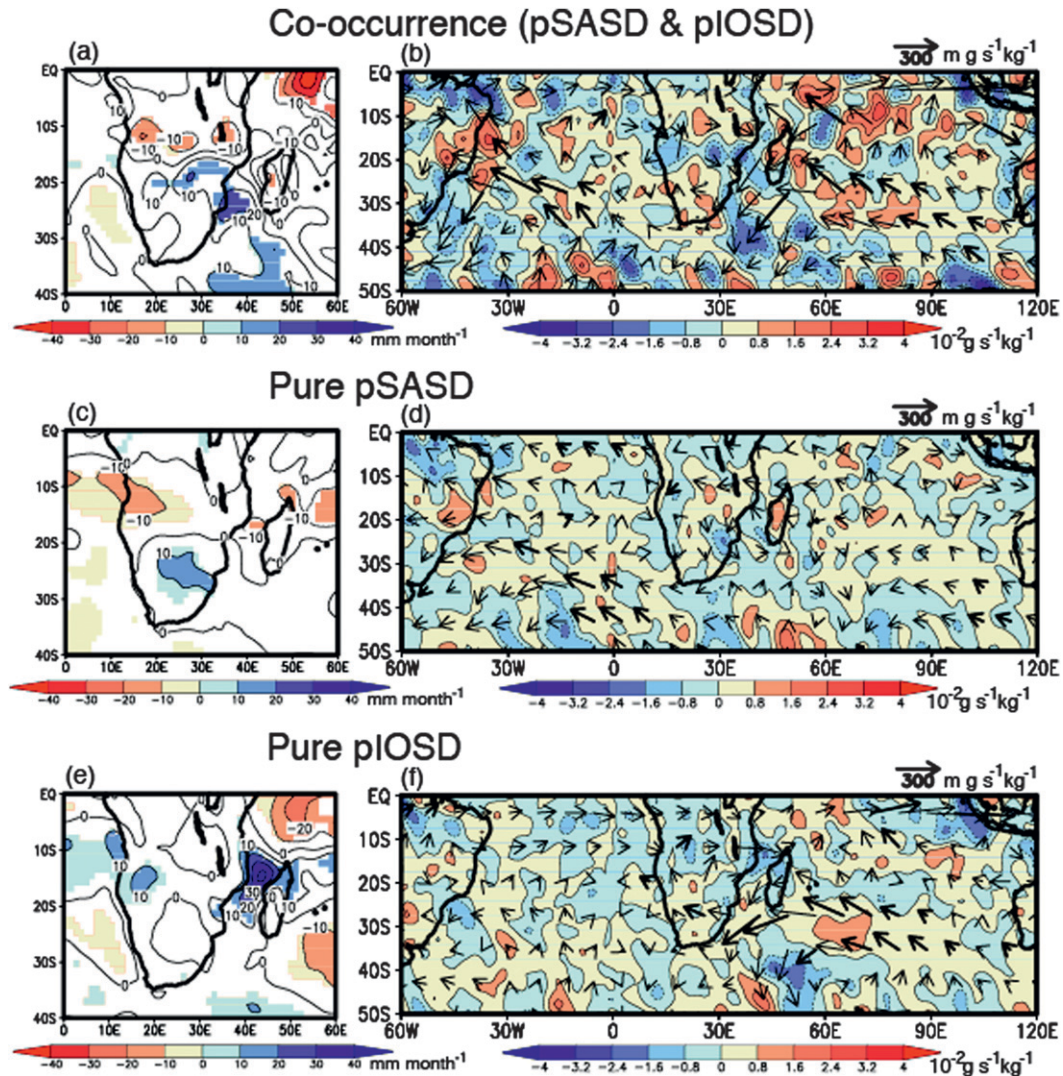 Co-occurrence (pSASD & pIOSD)
(a) (b) 300 m g s⁻¹kg⁻¹
EQ 10S 20S 30S 40S
0 10E 20E 30E 40E 50E 60E
EQ 10S 20S 30S 40S 50S
60W 30W 0 30E 60E 90E 120E
-40 -30 -20 -10 0 10 20 30 40 mm month⁻¹
-4 -3.2 -2.4 -1.6 -0.8 0 0.8 1.6 2.4 3.2 4 10⁻²g s⁻¹kg⁻¹
Pure pSASD
(c) (d) 300 m g s⁻¹kg⁻¹
EQ 10S 20S 30S 40S
0 10E 20E 30E 40E 50E 60E
EQ 10S 20S 30S 40S 50S
60W 30W 0 30E 60E 90E 120E
-40 -30 -20 -10 0 10 20 30 40 mm month⁻¹
-4 -3.2 -2.4 -1.6 -0.8 0 0.8 1.6 2.4 3.2 4 10⁻²g s⁻¹kg⁻¹
Pure pIOSD
(e) (f) 300 m g s⁻¹kg⁻¹
EQ 10S 20S 30S 40S
0 10E 20E 30E 40E 50E 60E
EQ 10S 20S 30S 40S 50S
60W 30W 0 30E 60E 90E 120E
-40 -30 -20 -10 0 10 20 30 40 mm month⁻¹
-4 -3.2 -2.4 -1.6 -0.8 0 0.8 1.6 2.4 3.2 4 10⁻²g s⁻¹kg⁻¹